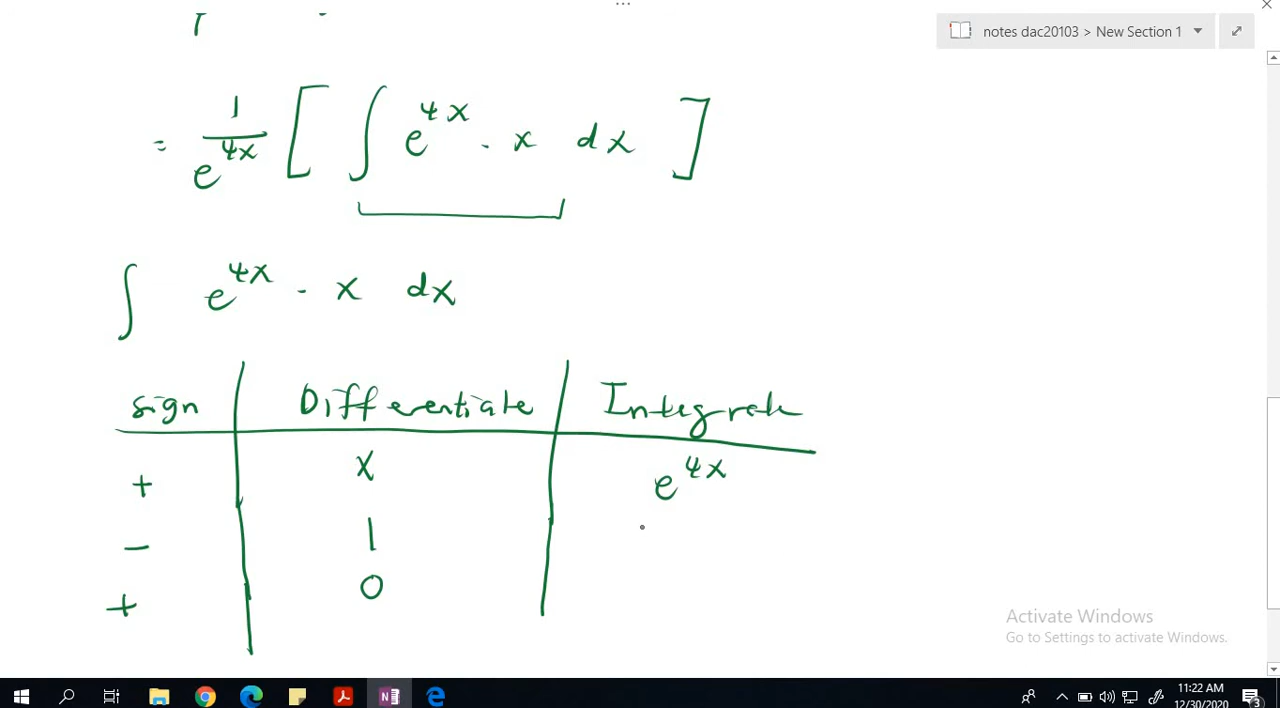 notes dac20103 > New Section 1
= 1/e^{4x} [ ∫ e^{4x} · x dx ]
∫ e^{4x} · x dx
sign Differentiate Integrate
+ x e^{4x}
- 1
+ 0
Activate Windows
Go to Settings to activate Windows.
11:22 AM
12/30/2020
3